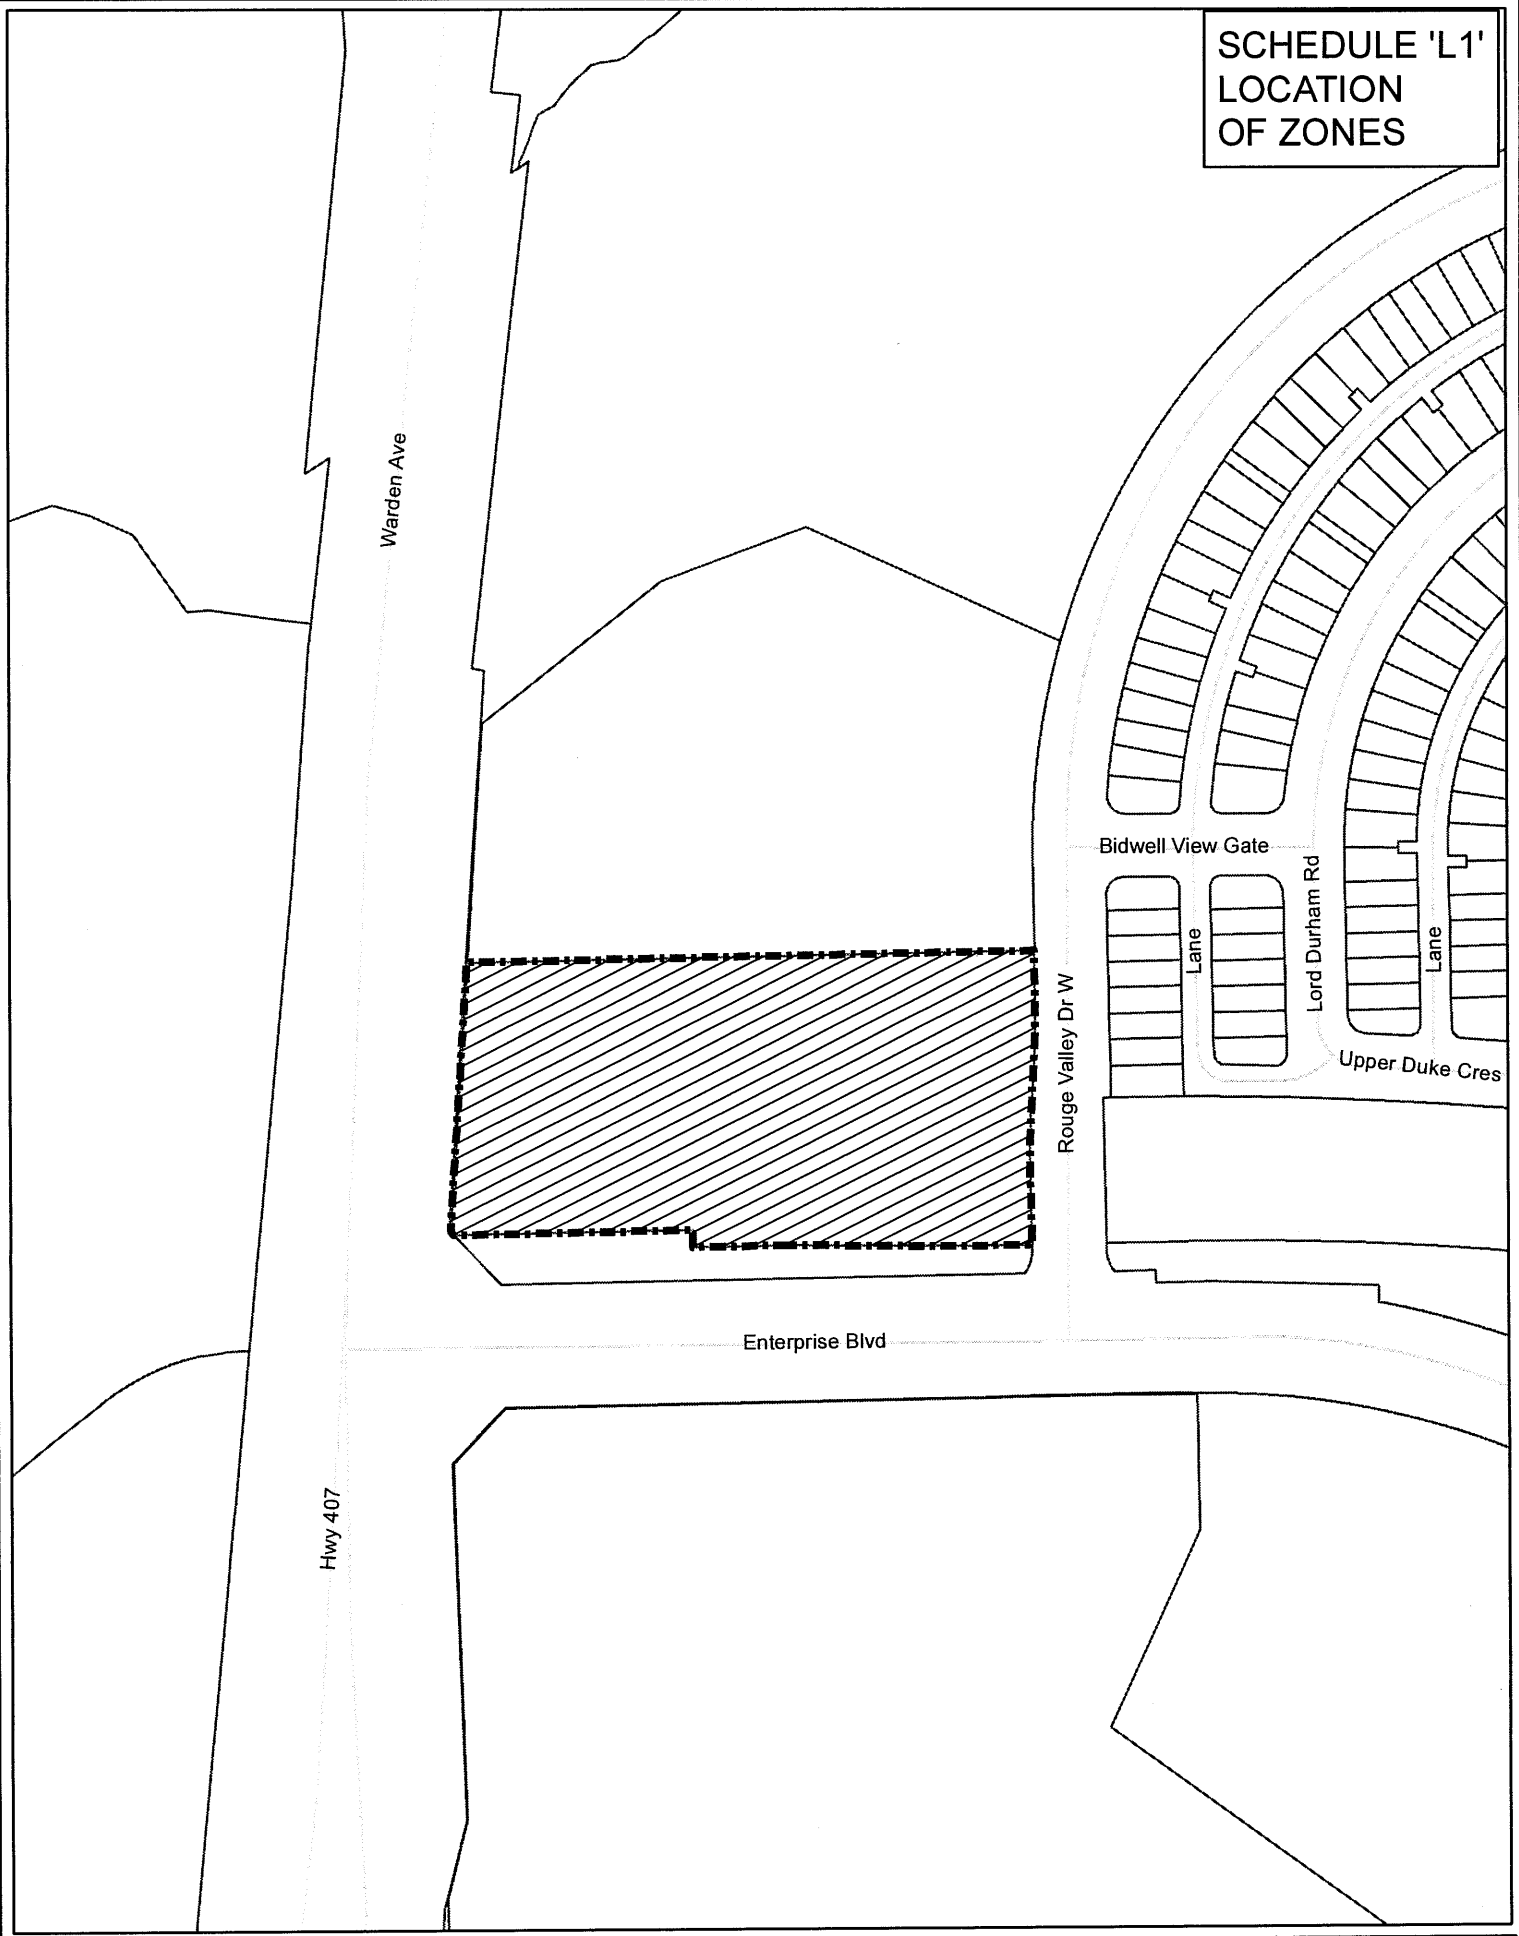 SCHEDULE 'L1'
LOCATION
OF ZONES
Warden Ave
Bidwell View Gate
Lord Durham Rd
Lane
Lane
Rouge Valley Dr W
Upper Duke Cres
Enterprise Blvd
Hwy 407